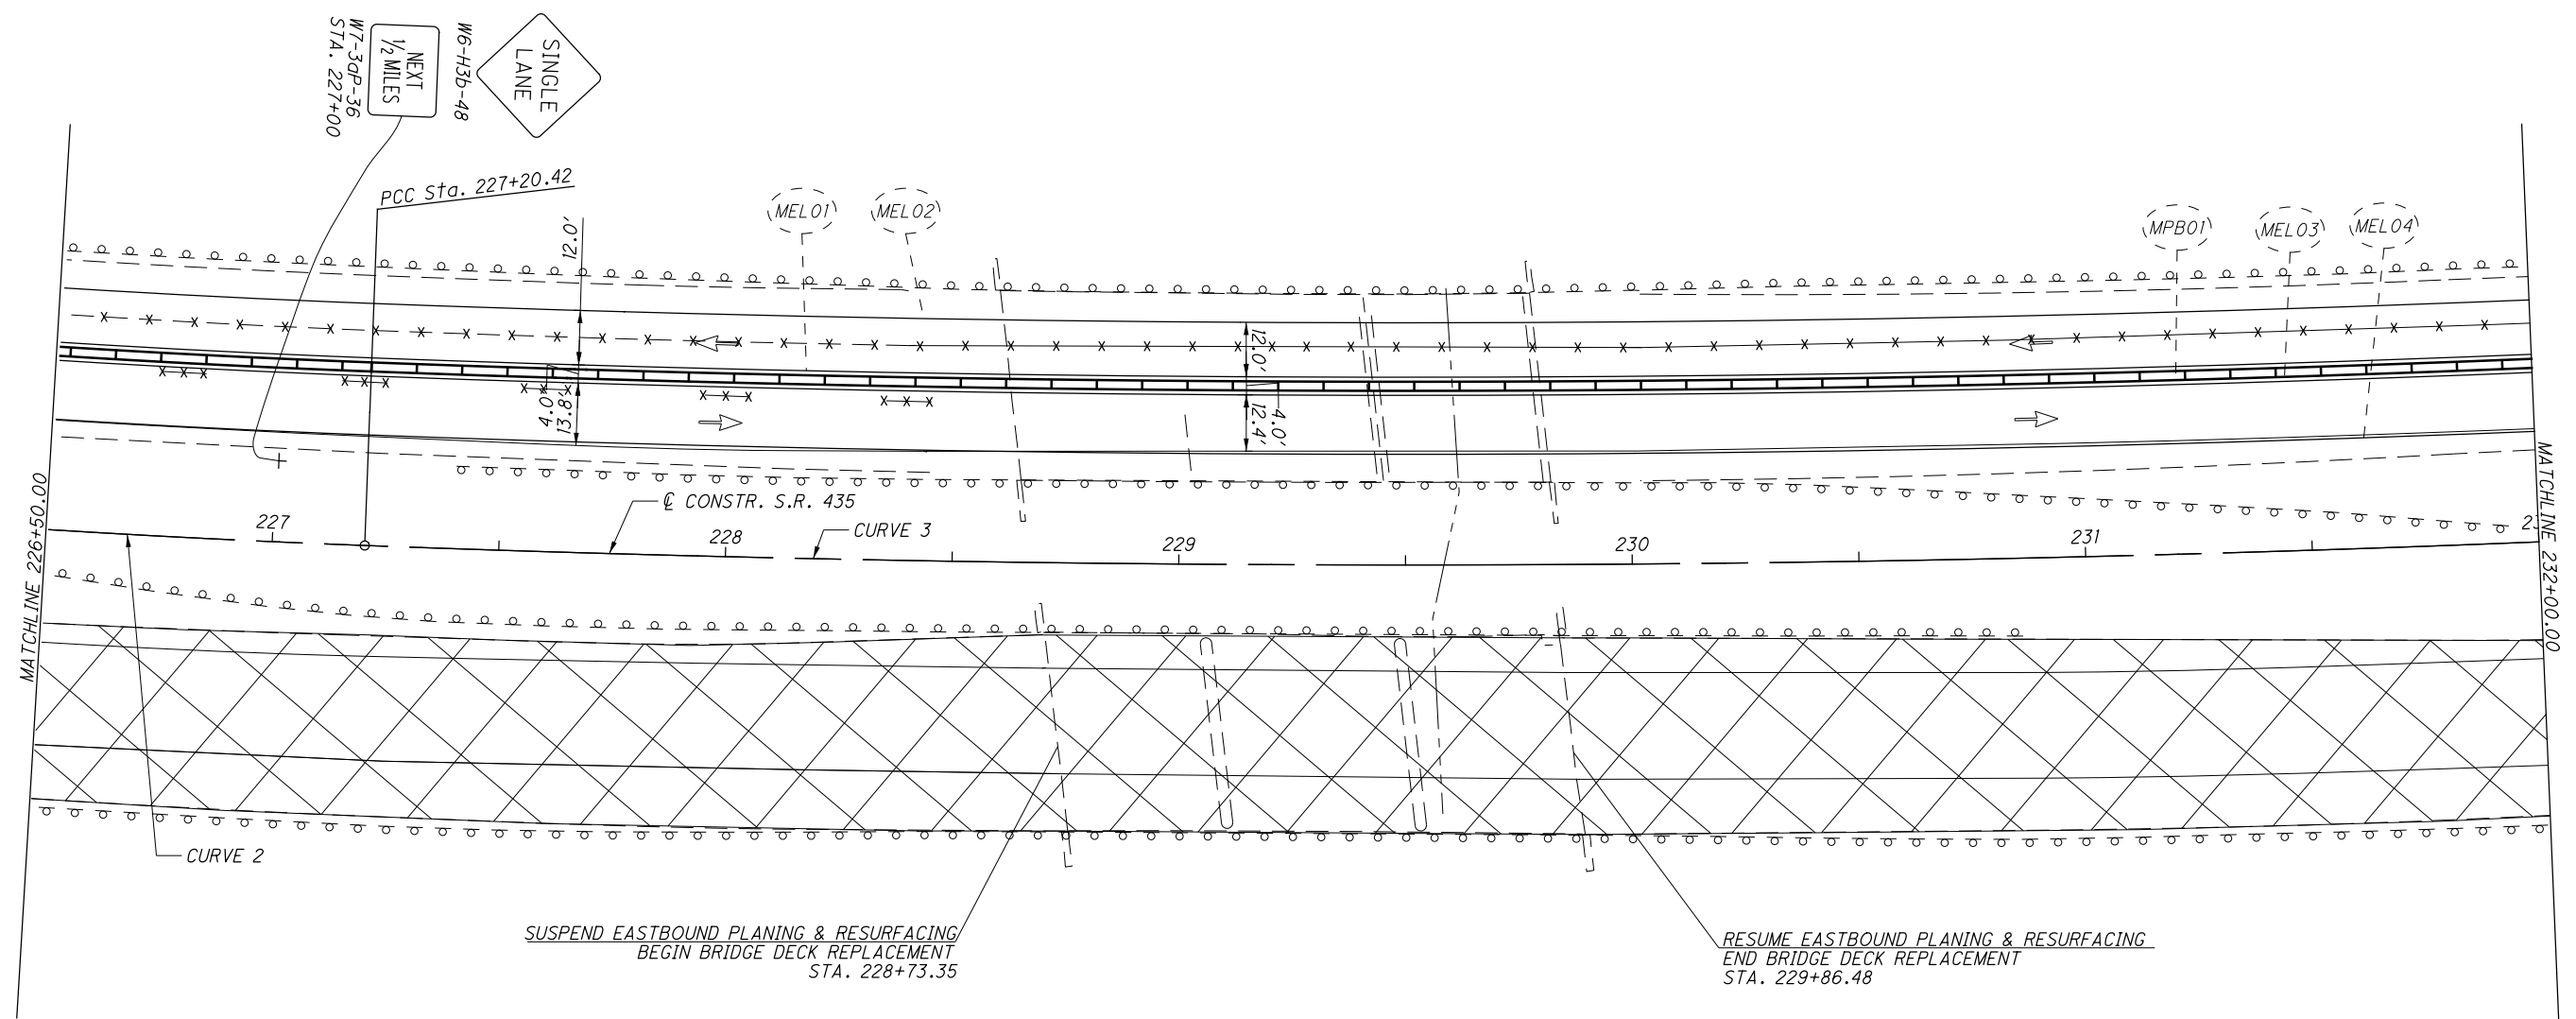 SINGLE
LANE
W6-H3b-48
NEXT
½ MILES
W7-3aP-36
STA. 227+00
PCC Sta. 227+20.42
12.0'
MEL01
MEL02
MPB01
MEL03
MEL04
4.0'
13.8'
12.0'
4.0'
12.4'
MATCHLINE 226+50.00
MATCHLINE 232+00.00
℄ CONSTR. S.R. 435
CURVE 3
227
228
229
230
231
CURVE 2
SUSPEND EASTBOUND PLANING & RESURFACING
BEGIN BRIDGE DECK REPLACEMENT
STA. 228+73.35
RESUME EASTBOUND PLANING & RESURFACING
END BRIDGE DECK REPLACEMENT
STA. 229+86.48